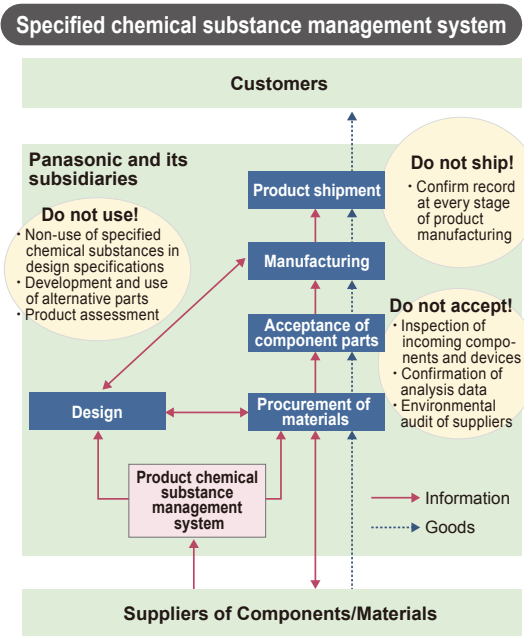 Specified chemical substance management system
Customers
Panasonic and its
subsidiaries
Do not use!
・Non-use of specified
chemical substances in
design specifications
・Development and use
of alternative parts
・Product assessment
Product shipment
Do not ship!
・Confirm record
at every stage
of product
manufacturing
Manufacturing
Acceptance of
component parts
Do not accept!
・Inspection of
incoming compo-
nents and devices
・Confirmation of
analysis data
・Environmental
audit of suppliers
Design
Procurement of
materials
Product chemical
substance
management
system
Information
Goods
Suppliers of Components/Materials